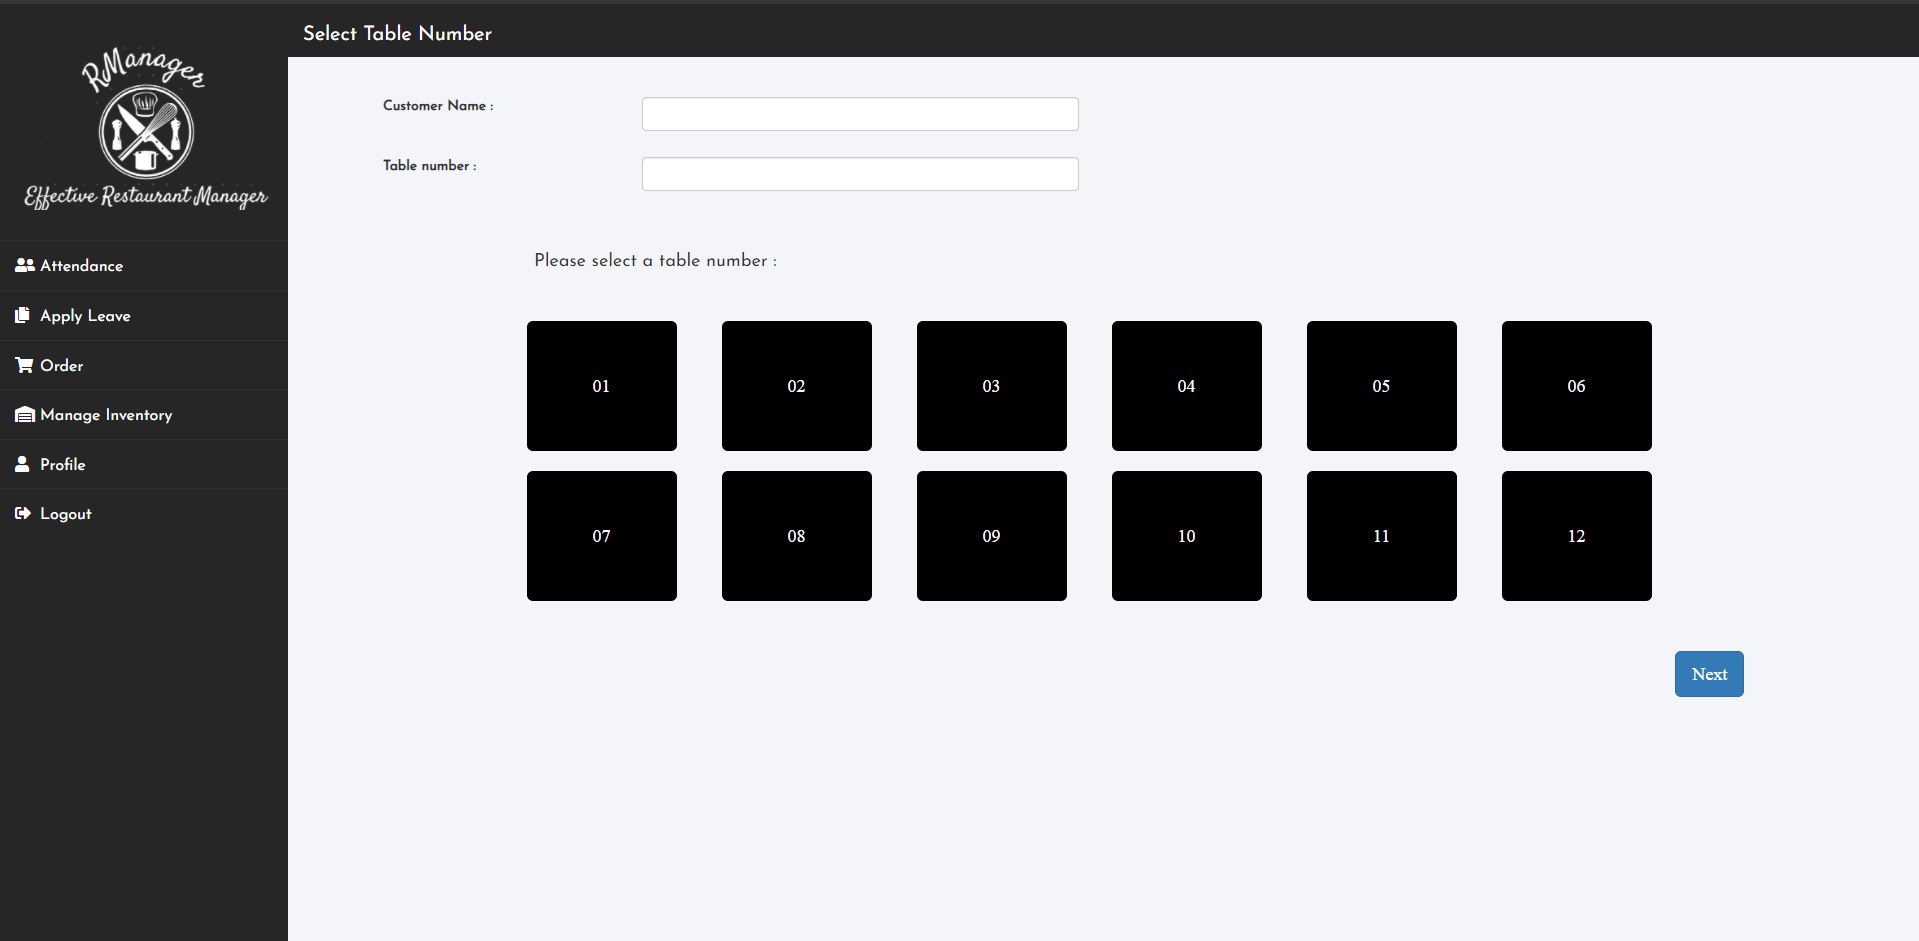 RManager
Effective Restaurant Manager
Attendance
Apply Leave
Order
Manage Inventory
Profile
Logout
Select Table Number
Customer Name :
Table number :
Please select a table number :
01 02 03 04 05 06
07 08 09 10 11 12
Next